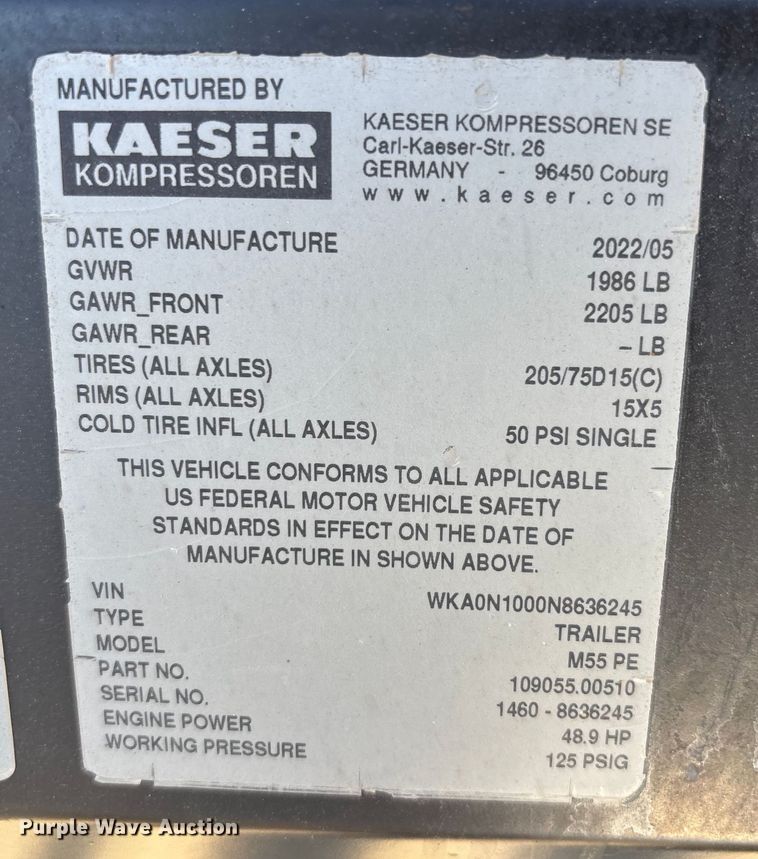 MANUFACTURED BY
KAESER
KOMPRESSOREN
KAESER KOMPRESSOREN SE
Carl-Kaeser-Str. 26
GERMANY - 96450 Coburg
www.kaeser.com
DATE OF MANUFACTURE 2022/05
GVWR 1986 LB
GAWR_FRONT 2205 LB
GAWR_REAR – LB
TIRES (ALL AXLES) 205/75D15(C)
RIMS (ALL AXLES) 15X5
COLD TIRE INFL (ALL AXLES) 50 PSI SINGLE
THIS VEHICLE CONFORMS TO ALL APPLICABLE
US FEDERAL MOTOR VEHICLE SAFETY
STANDARDS IN EFFECT ON THE DATE OF
MANUFACTURE IN SHOWN ABOVE.
VIN WKA0N1000N8636245
TYPE TRAILER
MODEL M55 PE
PART NO. 109055.00510
SERIAL NO. 1460 - 8636245
ENGINE POWER 48.9 HP
WORKING PRESSURE 125 PSIG
Purple Wave Auction